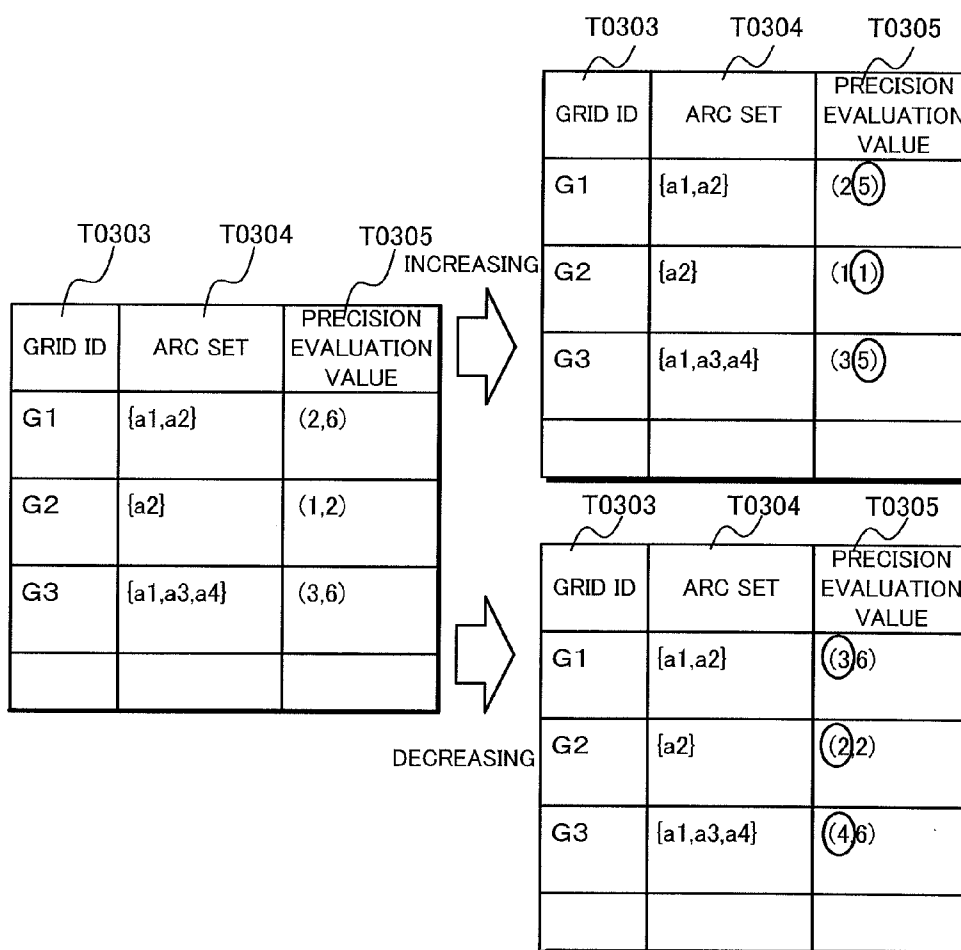 T0303 T0304 T0305
GRID ID ARC SET PRECISION
EVALUATION
VALUE
G1 {a1,a2} (2,6)
G2 {a2} (1,2)
G3 {a1,a3,a4} (3,6)
INCREASING
T0303 T0304 T0305
GRID ID ARC SET PRECISION
EVALUATION
VALUE
G1 {a1,a2} (2,5)
G2 {a2} (1,1)
G3 {a1,a3,a4} (3,5)
DECREASING
T0303 T0304 T0305
GRID ID ARC SET PRECISION
EVALUATION
VALUE
G1 {a1,a2} (3,6)
G2 {a2} (2,2)
G3 {a1,a3,a4} (4,6)